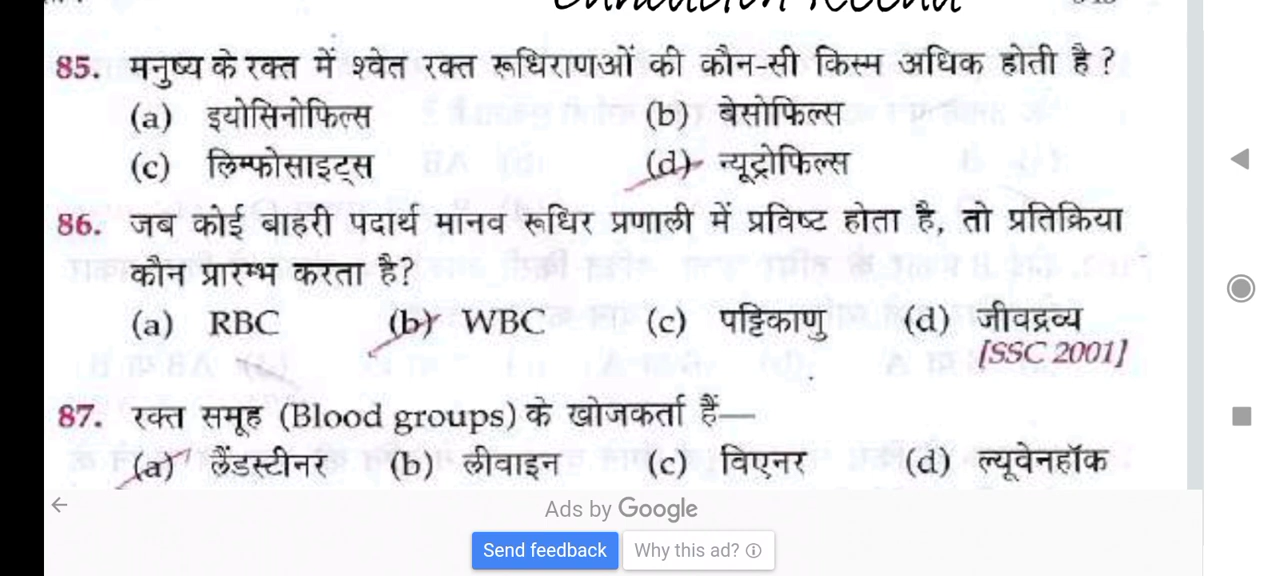 85. मनुष्य के रक्त में श्वेत रक्त रूधिराणओं की कौन-सी किस्म अधिक होती है ?
(a) इयोसिनोफिल्स (b) बेसोफिल्स
(c) लिम्फोसाइट्स (d) न्यूट्रोफिल्स
86. जब कोई बाहरी पदार्थ मानव रूधिर प्रणाली में प्रविष्ट होता है, तो प्रतिक्रिया
कौन प्रारम्भ करता है?
(a) RBC (b) WBC (c) पट्टिकाणु (d) जीवद्रव्य
[SSC 2001]
87. रक्त समूह (Blood groups) के खोजकर्ता हैं—
(a) लैंडस्टीनर (b) लीवाइन (c) विएनर (d) ल्यूवेनहॉक
Ads by Google
Send feedback Why this ad?